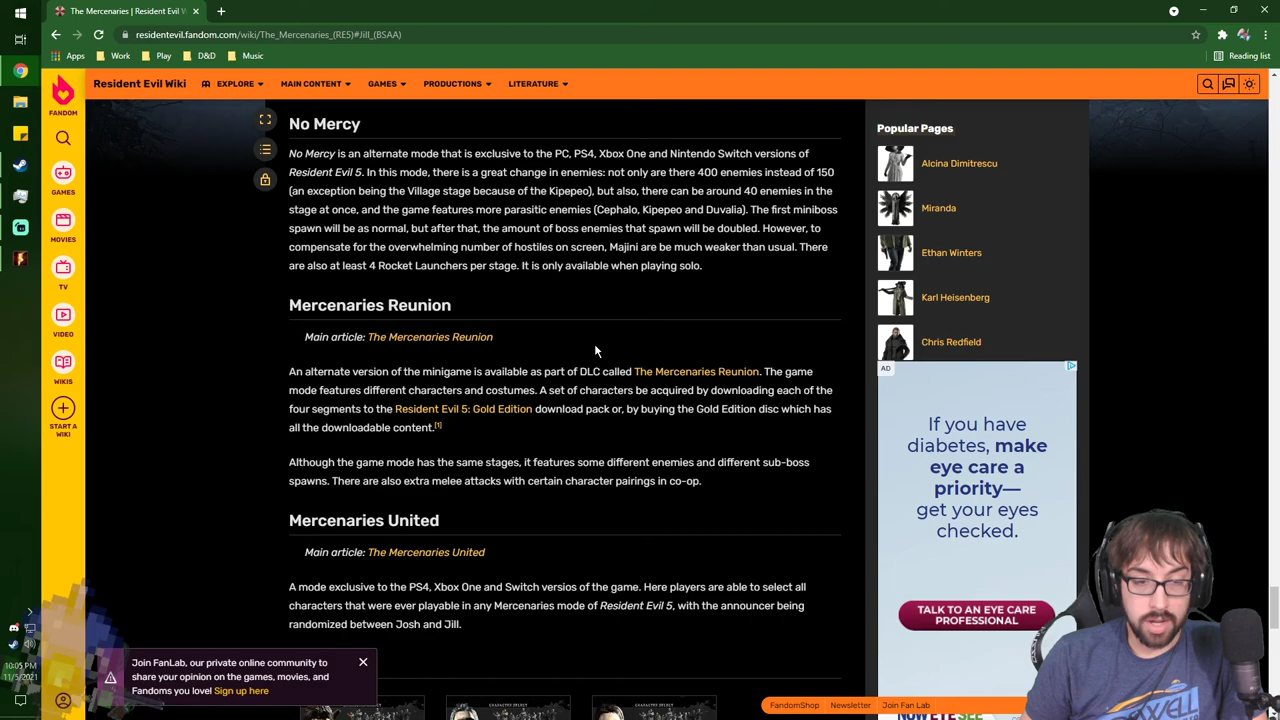 The Mercenaries (RE5) | Resident
residentevil.fandom.com/wiki/The_Mercenaries_(RE5)#Jill_(BSAA)
Apps
Work
Play
D&D
Music
Reading list
Resident Evil Wiki
EXPLORE
MAIN CONTENT
GAMES
PRODUCTIONS
LITERATURE
FANDOM
GAMES
MOVIES
TV
VIDEO
WIKIS
START A
WIKI
No Mercy
No Mercy is an alternate mode that is exclusive to the PC, PS4, Xbox One and Nintendo Switch versions of
Resident Evil 5. In this mode, there is a great change in enemies: not only are there 400 enemies instead of 150
(an exception being the Village stage because of the Kipepeo), but also, there can be around 40 enemies in the
stage at once, and the game features more parasitic enemies (Cephalo, Kipepeo and Duvalia). The first miniboss
spawn will be as normal, but after that, the amount of boss enemies that spawn will be doubled. However, to
compensate for the overwhelming number of hostiles on screen, Majini are be much weaker than usual. There
are also at least 4 Rocket Launchers per stage. It is only available when playing solo.
Mercenaries Reunion
Main article: The Mercenaries Reunion
An alternate version of the minigame is available as part of DLC called The Mercenaries Reunion. The game
mode features different characters and costumes. A set of characters be acquired by downloading each of the
four segments to the Resident Evil 5: Gold Edition download pack or, by buying the Gold Edition disc which has
all the downloadable content.[1]
Although the game mode has the same stages, it features some different enemies and different sub-boss
spawns. There are also extra melee attacks with certain character pairings in co-op.
Mercenaries United
Main article: The Mercenaries United
A mode exclusive to the PS4, Xbox One and Switch versios of the game. Here players are able to select all
characters that were ever playable in any Mercenaries mode of Resident Evil 5, with the announcer being
randomized between Josh and Jill.
Popular Pages
Alcina Dimitrescu
Miranda
Ethan Winters
Karl Heisenberg
Chris Redfield
AD
If you have
diabetes, make
eye care a
priority—
get your eyes
checked.
TALK TO AN EYE CARE
PROFESSIONAL
Join FanLab, our private online community to
share your opinion on the games, movies, and
Fandoms you love! Sign up here
CHARACTER SELECT
CHARACTER SELECT
CHARACTER SELECT
FandomShop
Newsletter
Join Fan Lab
10:05 PM
11/5/2021